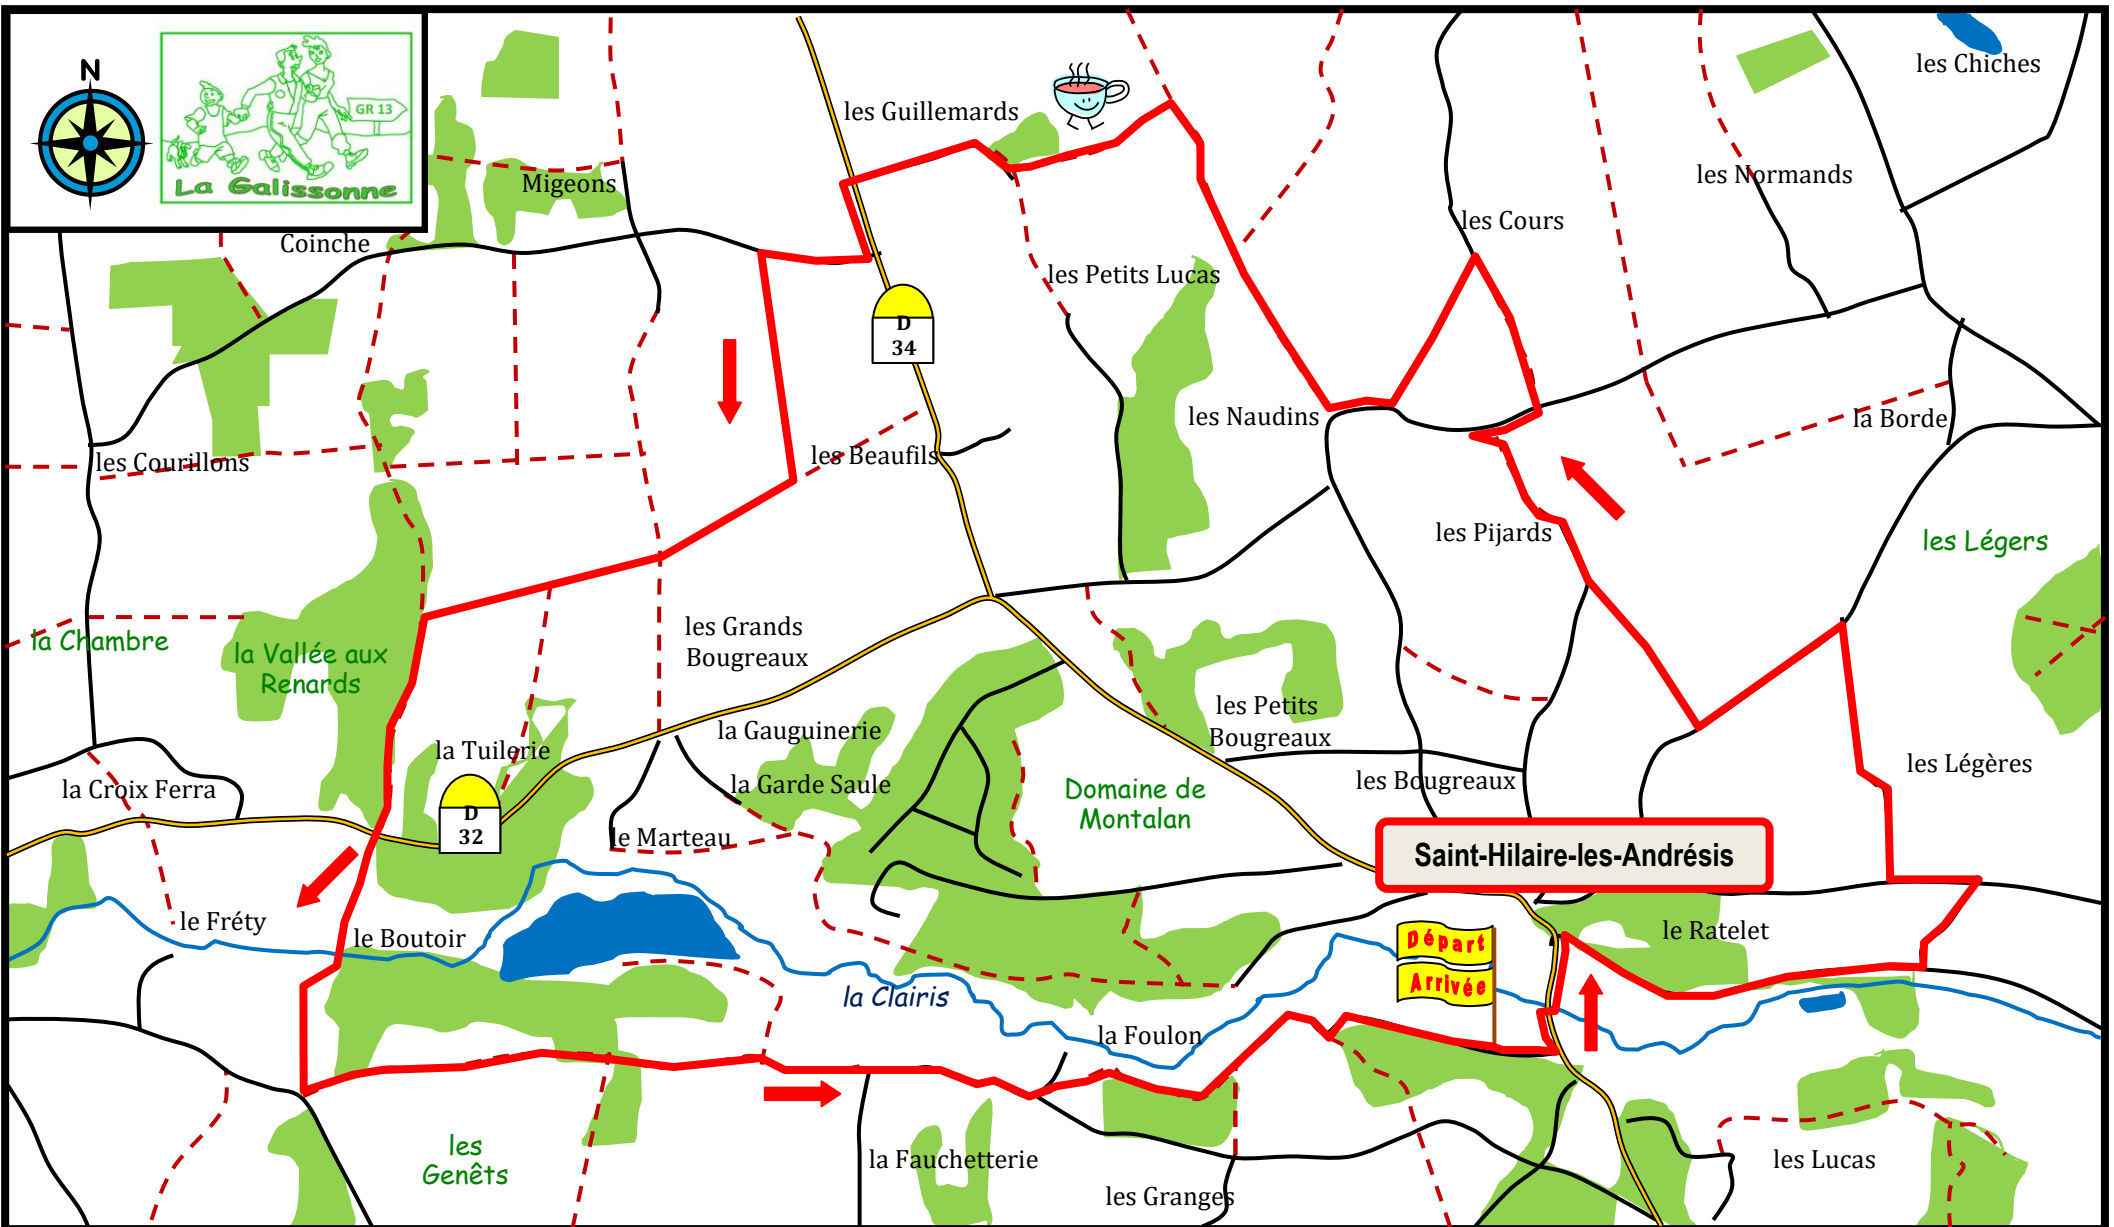 N
GR 13
La Galissonne
les Chiches
les Guillemards
Migeons
les Normands
Coinche
les Cours
les Petits Lucas
D
34
les Naudins
la Borde
les Beaufils
les Courillons
les Pijards
les Légers
la Chambre
la Vallée aux
Renards
les Grands
Bougreaux
les Petits
Bougreaux
la Gauguinerie
la Tuilerie
les Légères
la Croix Ferra
la Garde Saule
les Bougreaux
Domaine de
Montalan
D
32
le Marteau
Saint-Hilaire-les-Andrésis
le Fréty
le Boutoir
Départ
Arrivée
le Ratelet
la Clairis
la Foulon
les
Genêts
la Fauchetterie
les Granges
les Lucas